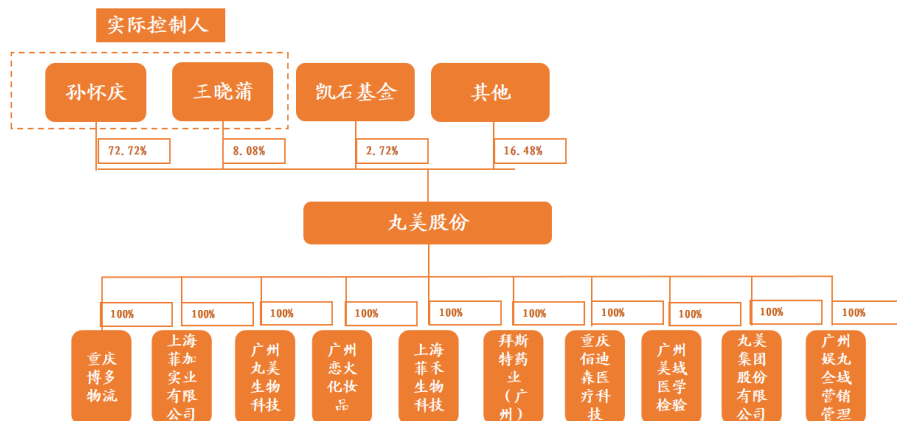 实际控制人
孙怀庆
王晓蒲
凯石基金
其他
72.72%
8.08%
2.72%
16.48%
丸美股份
100%
100%
100%
100%
100%
100%
100%
100%
100%
100%
重庆
博多
物流
上海
菲加
实业
有限
公司
广州
丸美
生物
科技
广州
恋火
化妆
品
上海
菲禾
生物
科技
拜斯
特药
业
（广
州）
重庆
佰迪
森医
疗科
技
广州
美域
医学
检验
丸美
集团
股份
有限
公司
广州
娱丸
全域
营销
管理